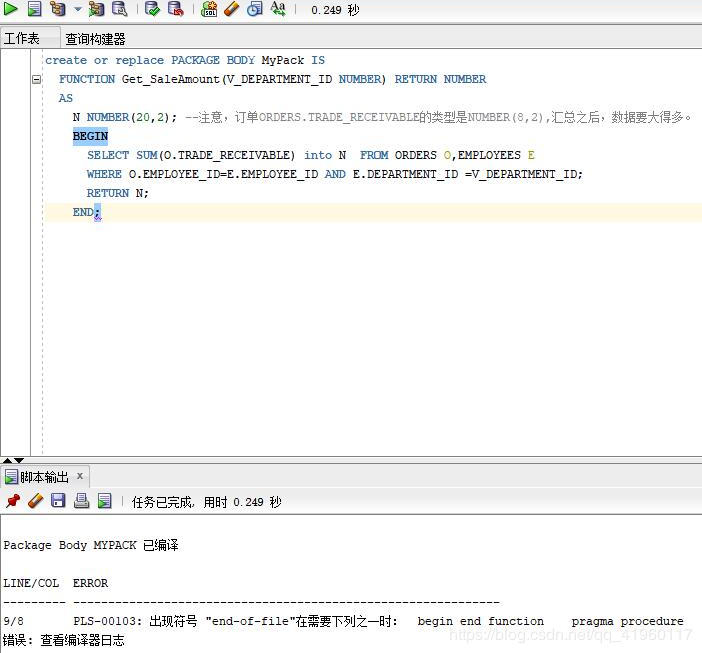 0.249 秒
工作表 查询构建器
create or replace PACKAGE BODY MyPack IS
FUNCTION Get_SaleAmount(V_DEPARTMENT_ID NUMBER) RETURN NUMBER
AS
N NUMBER(20,2); --注意，订单ORDERS.TRADE_RECEIVABLE的类型是NUMBER(8,2),汇总之后，数据要大得多。
BEGIN
SELECT SUM(O.TRADE_RECEIVABLE) into N FROM ORDERS O,EMPLOYEES E
WHERE O.EMPLOYEE_ID=E.EMPLOYEE_ID AND E.DEPARTMENT_ID =V_DEPARTMENT_ID;
RETURN N;
END;
脚本输出 x
任务已完成, 用时 0.249 秒
Package Body MYPACK 已编译
LINE/COL ERROR
--------- -------------------------------------------------------------
9/8 PLS-00103: 出现符号 "end-of-file"在需要下列之一时: begin end function pragma procedure
错误: 查看编译器日志
https://blog.csdn.net/qq_41960117